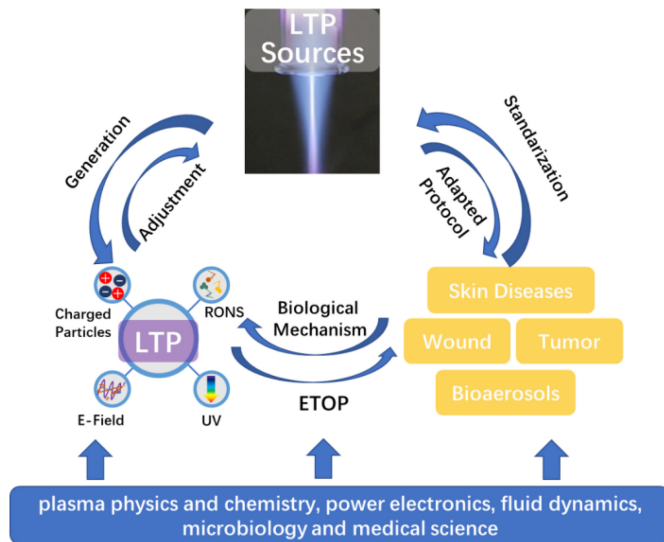 LTP
Sources
Generation
Adjustment
Standarization
Adapted
Protocol
Charged
Particles
RONS
LTP
E-Field
UV
Biological
Mechanism
ETOP
Skin Diseases
Wound
Tumor
Bioaerosols
plasma physics and chemistry, power electronics, fluid dynamics,
microbiology and medical science